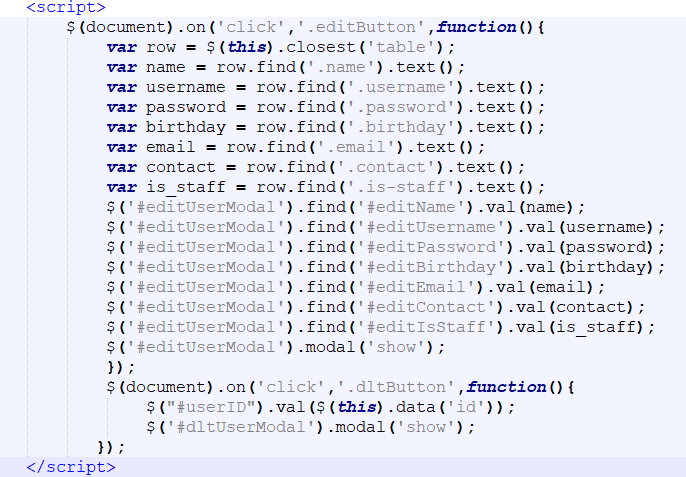 <script>
$(document).on('click','.editButton',function(){
var row = $(this).closest('table');
var name = row.find('.name').text();
var username = row.find('.username').text();
var password = row.find('.password').text();
var birthday = row.find('.birthday').text();
var email = row.find('.email').text();
var contact = row.find('.contact').text();
var is_staff = row.find('.is-staff').text();
$('#editUserModal').find('#editName').val(name);
$('#editUserModal').find('#editUsername').val(username);
$('#editUserModal').find('#editPassword').val(password);
$('#editUserModal').find('#editBirthday').val(birthday);
$('#editUserModal').find('#editEmail').val(email);
$('#editUserModal').find('#editContact').val(contact);
$('#editUserModal').find('#editIsStaff').val(is_staff);
$('#editUserModal').modal('show');
});
$(document).on('click','.dltButton',function(){
$("#userID").val($(this).data('id'));
$('#dltUserModal').modal('show');
});
</script>